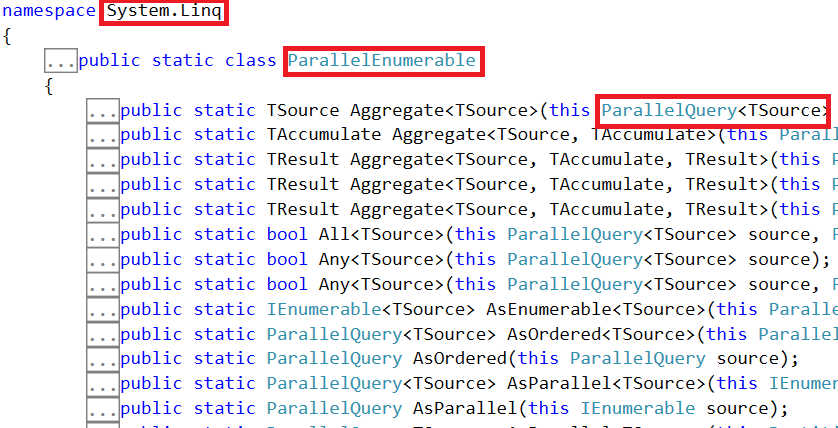 namespace System.Linq
{
...public static class ParallelEnumerable
{
...public static TSource Aggregate<TSource>(this ParallelQuery<TSource>
...public static TAccumulate Aggregate<TSource, TAccumulate>(this Parall
...public static TResult Aggregate<TSource, TAccumulate, TResult>(this P
...public static TResult Aggregate<TSource, TAccumulate, TResult>(this P
...public static TResult Aggregate<TSource, TAccumulate, TResult>(this P
...public static bool All<TSource>(this ParallelQuery<TSource> source, F
...public static bool Any<TSource>(this ParallelQuery<TSource> source);
...public static bool Any<TSource>(this ParallelQuery<TSource> source, F
...public static IEnumerable<TSource> AsEnumerable<TSource>(this Paralle
...public static ParallelQuery<TSource> AsOrdered<TSource>(this Parallel
...public static ParallelQuery AsOrdered(this ParallelQuery source);
...public static ParallelQuery<TSource> AsParallel<TSource>(this IEnumer
...public static ParallelQuery AsParallel(this IEnumerable source);